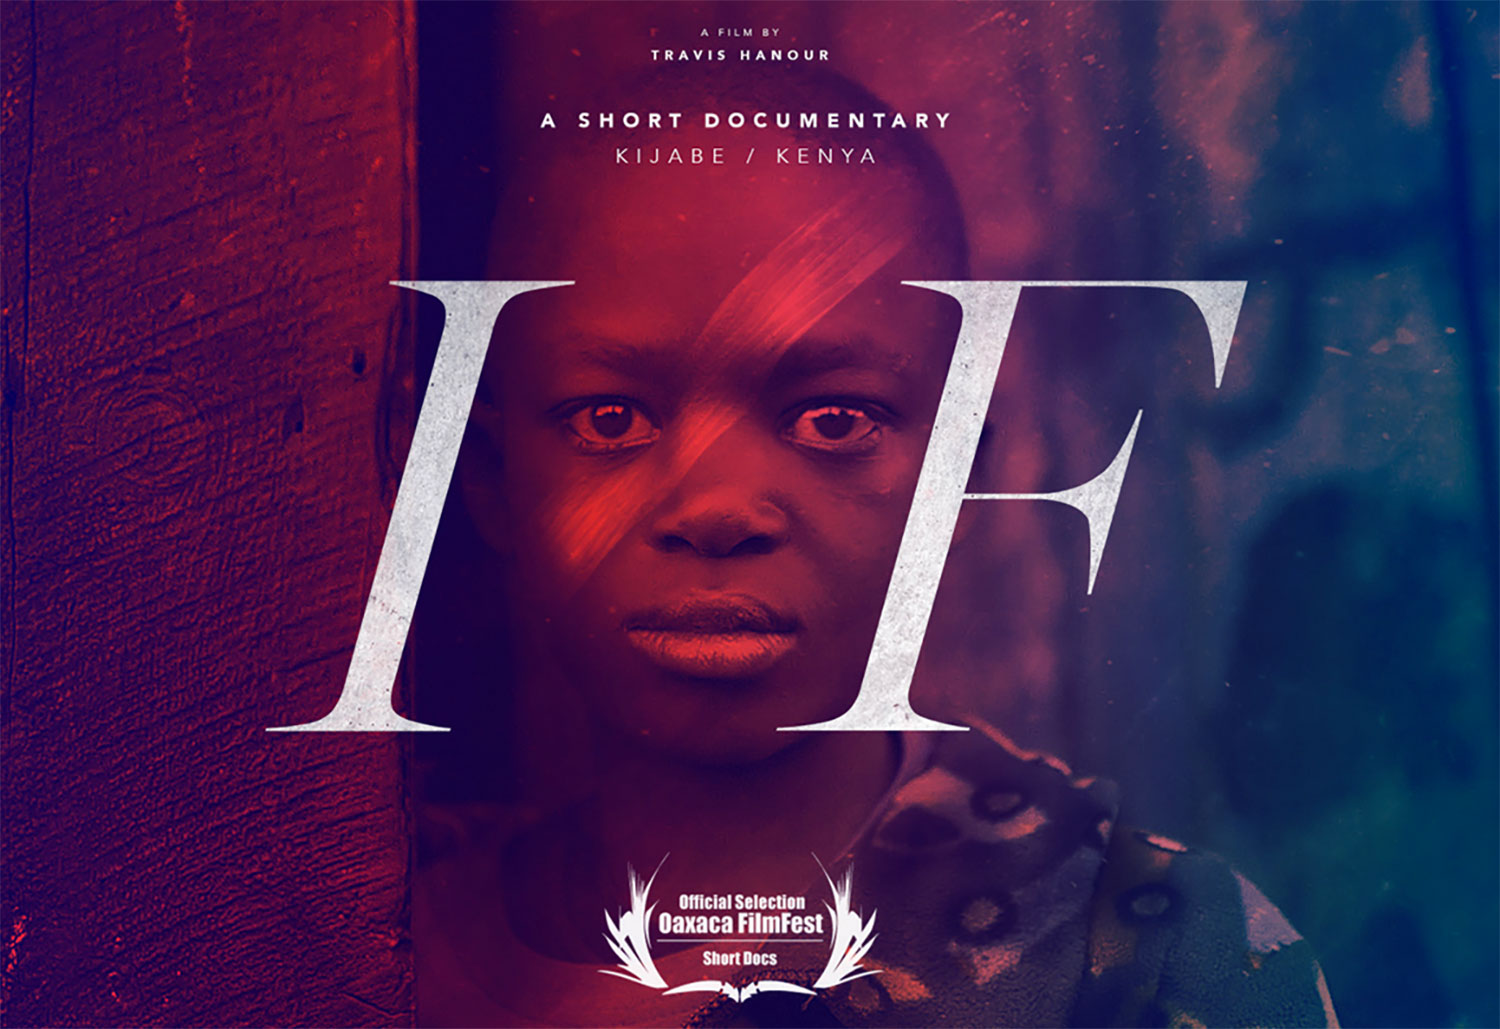 A FILM BY
TRAVIS HANOUR
A SHORT DOCUMENTARY
KIJABE / KENYA
IF
Official Selection
Oaxaca FilmFest
Short Docs